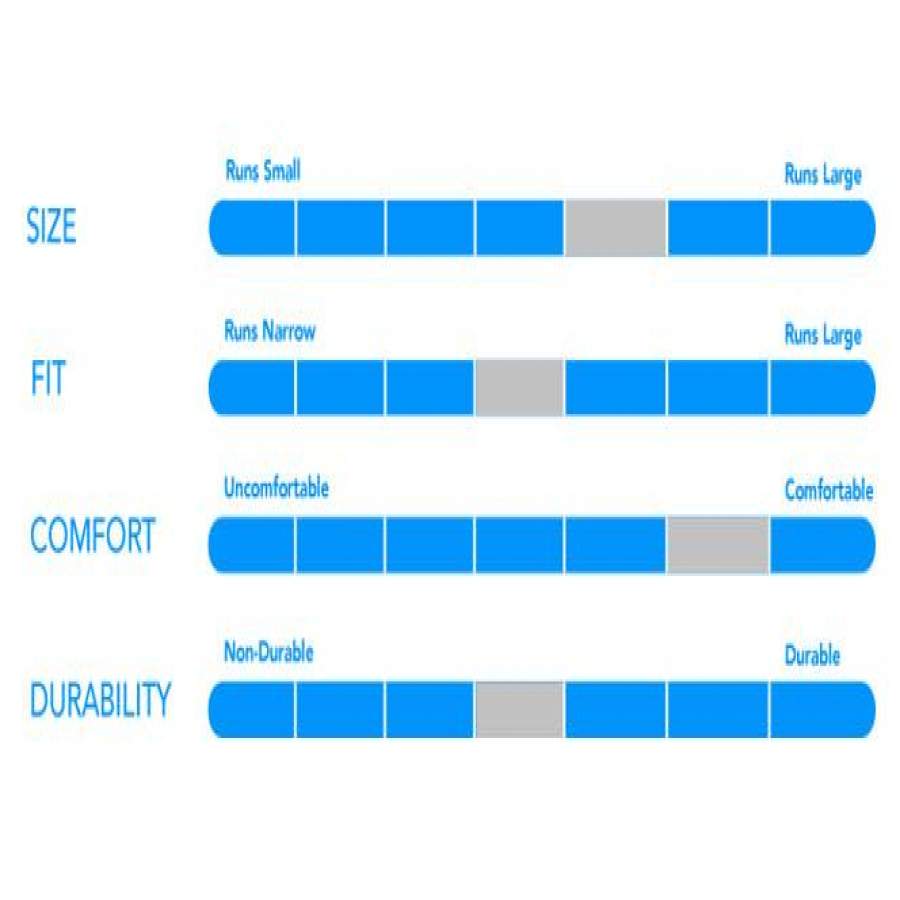 Runs Small
Runs Large
SIZE
Runs Narrow
Runs Large
FIT
Uncomfortable
Comfortable
COMFORT
Non-Durable
Durable
DURABILITY